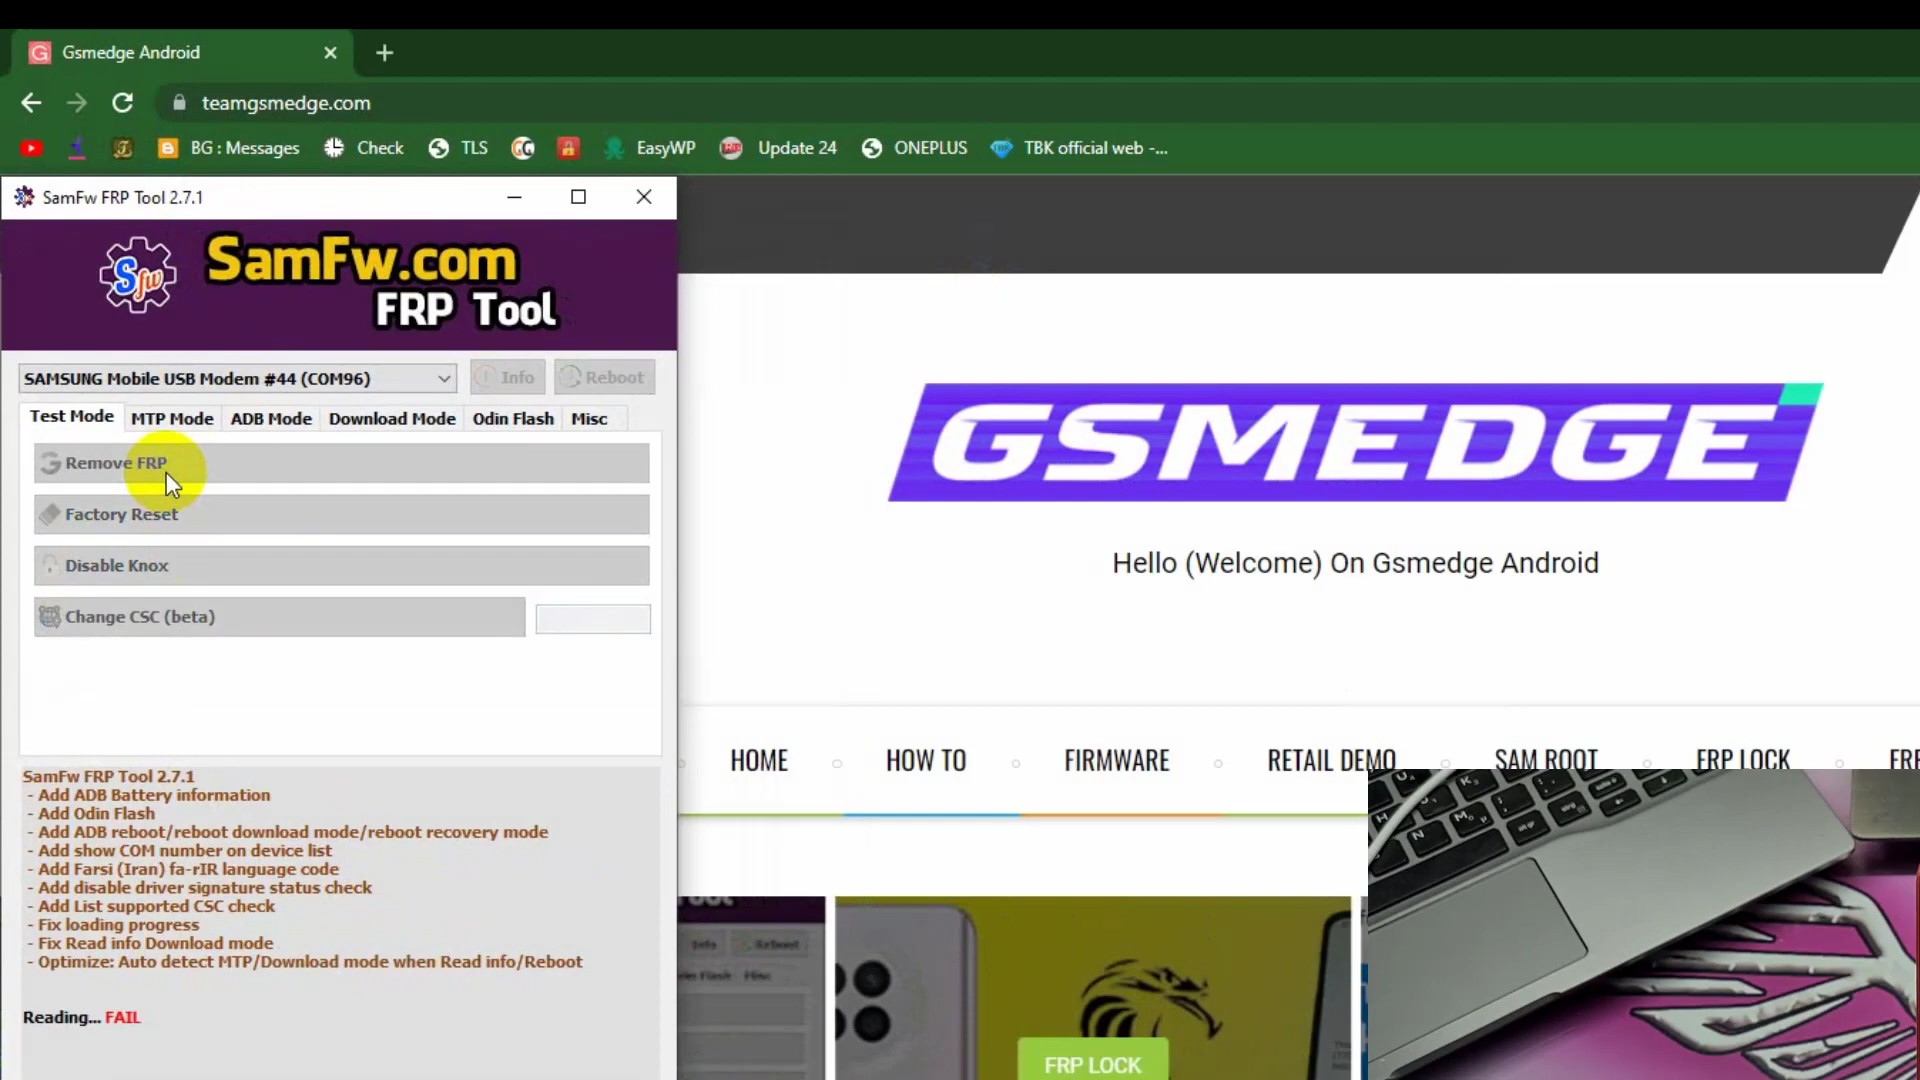 Gsmedge Android
teamgsmedge.com
BG : Messages
Check
TLS
EasyWP
Update 24
ONEPLUS
TBK official web -...
SamFw FRP Tool 2.7.1
Sfw
SamFw.com
FRP Tool
SAMSUNG Mobile USB Modem #44 (COM96)
Info
Reboot
Test Mode
MTP Mode
ADB Mode
Download Mode
Odin Flash
Misc
Remove FRP
Factory Reset
Disable Knox
Change CSC (beta)
SamFw FRP Tool 2.7.1
- Add ADB Battery information
- Add Odin Flash
- Add ADB reboot/reboot download mode/reboot recovery mode
- Add show COM number on device list
- Add Farsi (Iran) fa-rIR language code
- Add disable driver signature status check
- Add List supported CSC check
- Fix loading progress
- Fix Read info Download mode
- Optimize: Auto detect MTP/Download mode when Read info/Reboot
Reading... FAIL
GSMEDGE
Hello (Welcome) On Gsmedge Android
HOME
HOW TO
FIRMWARE
RETAIL DEMO
SAM ROOT
FRP LOCK
FRP LOCK